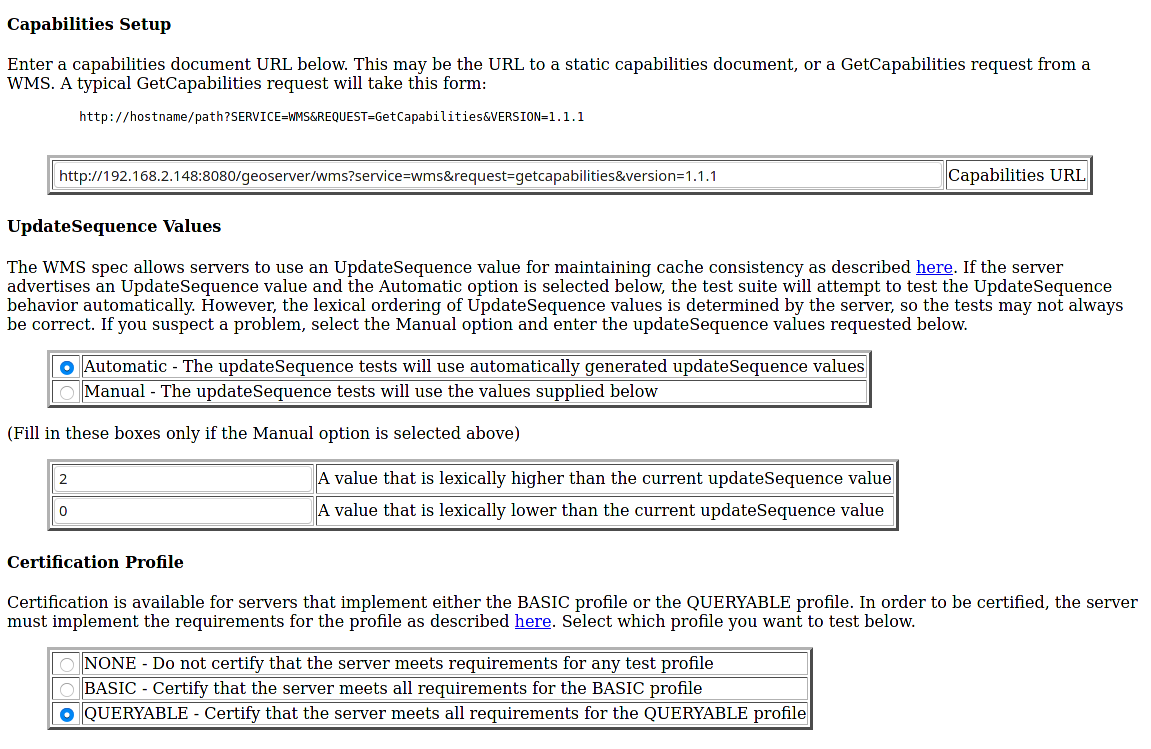 Capabilities Setup
Enter a capabilities document URL below. This may be the URL to a static capabilities document, or a GetCapabilities request from a
WMS. A typical GetCapabilities request will take this form:
http://hostname/path?SERVICE=WMS&REQUEST=GetCapabilities&VERSION=1.1.1
http://192.168.2.148:8080/geoserver/wms?service=wms&request=getcapabilities&version=1.1.1 Capabilities URL
UpdateSequence Values
The WMS spec allows servers to use an UpdateSequence value for maintaining cache consistency as described here. If the server
advertises an UpdateSequence value and the Automatic option is selected below, the test suite will attempt to test the UpdateSequence
behavior automatically. However, the lexical ordering of UpdateSequence values is determined by the server, so the tests may not always
be correct. If you suspect a problem, select the Manual option and enter the updateSequence values requested below.
Automatic - The updateSequence tests will use automatically generated updateSequence values
Manual - The updateSequence tests will use the values supplied below
(Fill in these boxes only if the Manual option is selected above)
2 A value that is lexically higher than the current updateSequence value
0 A value that is lexically lower than the current updateSequence value
Certification Profile
Certification is available for servers that implement either the BASIC profile or the QUERYABLE profile. In order to be certified, the server
must implement the requirements for the profile as described here. Select which profile you want to test below.
NONE - Do not certify that the server meets requirements for any test profile
BASIC - Certify that the server meets all requirements for the BASIC profile
QUERYABLE - Certify that the server meets all requirements for the QUERYABLE profile